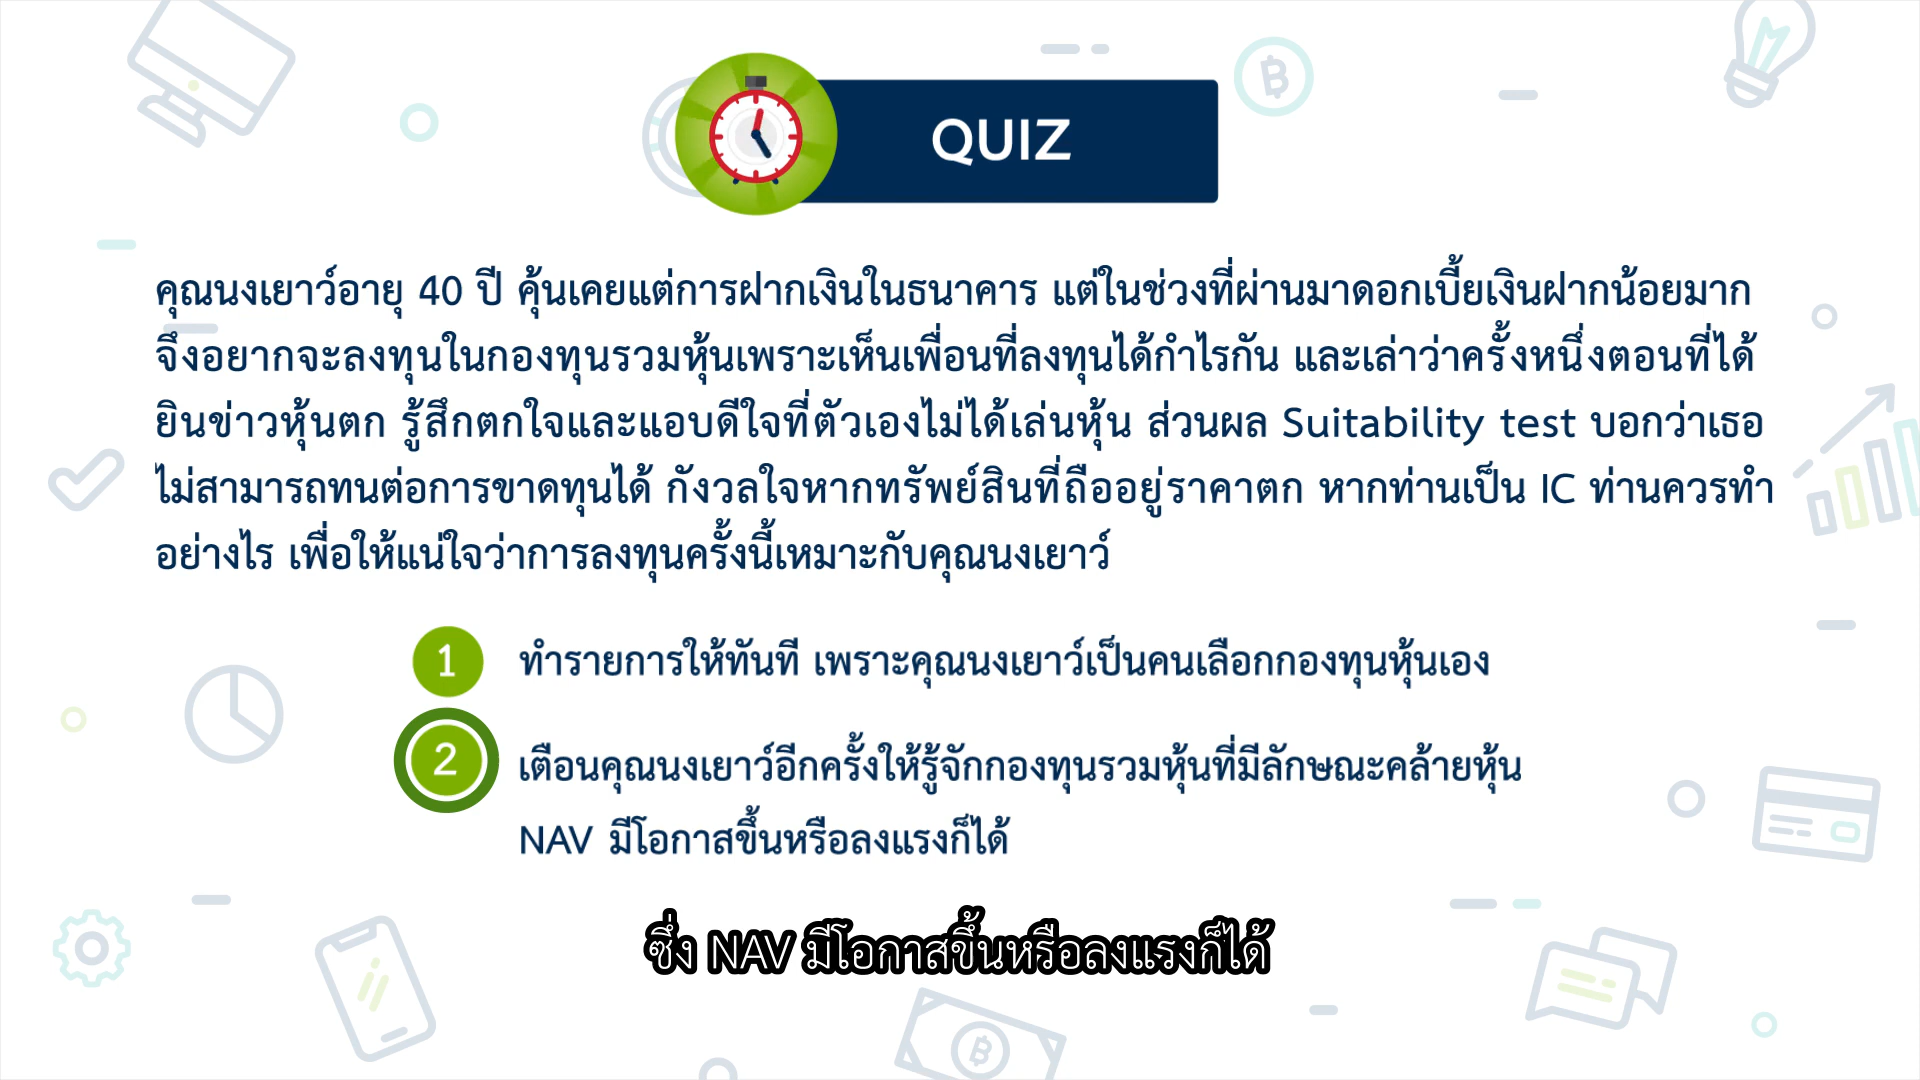 QUIZ
คุณนงเยาว์อายุ 40 ปี คุ้นเคยแต่การฝากเงินในธนาคาร แต่ในช่วงที่ผ่านมาดอกเบี้ยเงินฝากน้อยมาก
จึงอยากจะลงทุนในกองทุนรวมหุ้นเพราะเห็นเพื่อนที่ลงทุนได้กำไรกัน และเล่าว่าครั้งหนึ่งตอนที่ได้
ยินข่าวหุ้นตก รู้สึกตกใจและแอบดีใจที่ตัวเองไม่ได้เล่นหุ้น ส่วนผล Suitability test บอกว่าเธอ
ไม่สามารถทนต่อการขาดทุนได้ กังวลใจหากทรัพย์สินที่ถืออยู่ราคาตก หากท่านเป็น IC ท่านควรทำ
อย่างไร เพื่อให้แน่ใจว่าการลงทุนครั้งนี้เหมาะกับคุณนงเยาว์
1 ทำรายการให้ทันที เพราะคุณนงเยาว์เป็นคนเลือกกองทุนหุ้นเอง
2 เตือนคุณนงเยาว์อีกครั้งให้รู้จักกองทุนรวมหุ้นที่มีลักษณะคล้ายหุ้น
NAV มีโอกาสขึ้นหรือลงแรงก็ได้
ซึ่ง NAV มีโอกาสขึ้นหรือลงแรงก็ได้